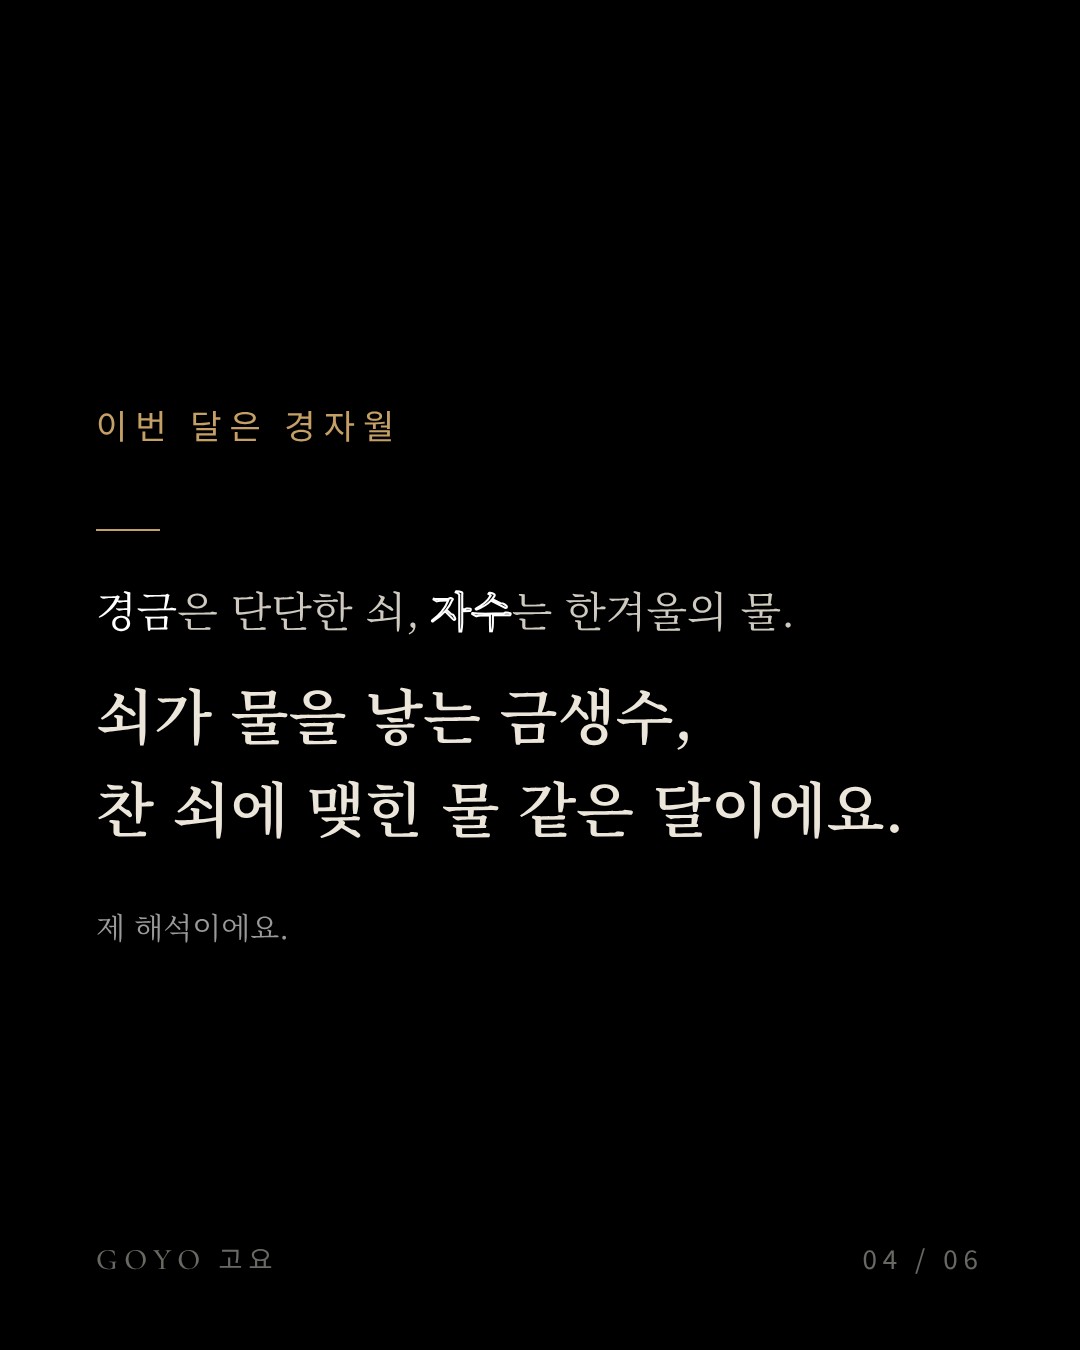 이번 달은 경자월
경금은 단단한 쇠, 자수는 한겨울의 물.
쇠가 물을 낳는 금생수,
찬 쇠에 맺힌 물 같은 달이에요.
제 해석이에요.
GOYO 고요
04 / 06